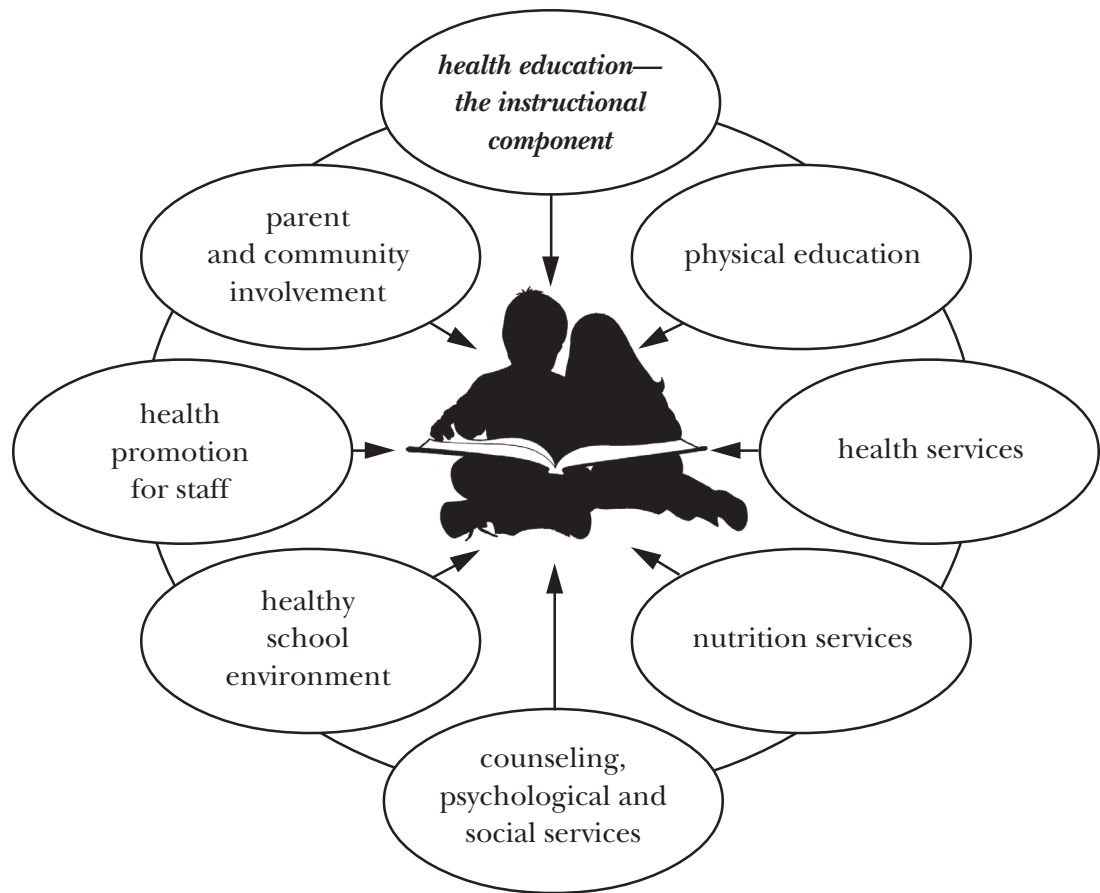 health education—
the instructional
component
parent
and community
involvement
physical education
health
promotion
for staff
health services
healthy
school
environment
nutrition services
counseling,
psychological and
social services